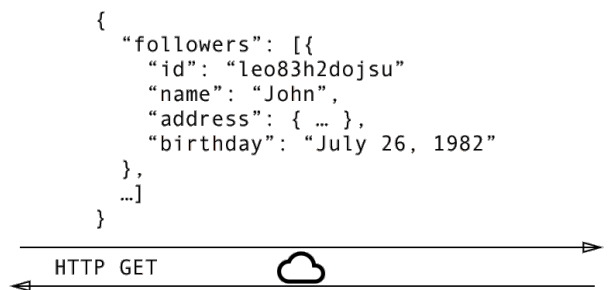 {
“followers”: [{
“id”: “leo83h2dojsu”
“name”: “John”,
“address”: { … },
“birthday”: “July 26, 1982”
},
…]
}
HTTP GET